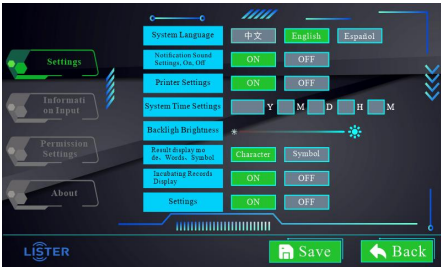 System Language 中文 English Español
Settings
Notification Sound
Settings, On, Off ON OFF
Printer Settings ON OFF
Informati
on Input
System Time Settings Y M D H M
Backligh Brightness
Permission
Settings
Result display mo
de、Words、Symbol Character Symbol
Incubating Records
Display ON OFF
About
Settings ON OFF
LISTER
Save Back